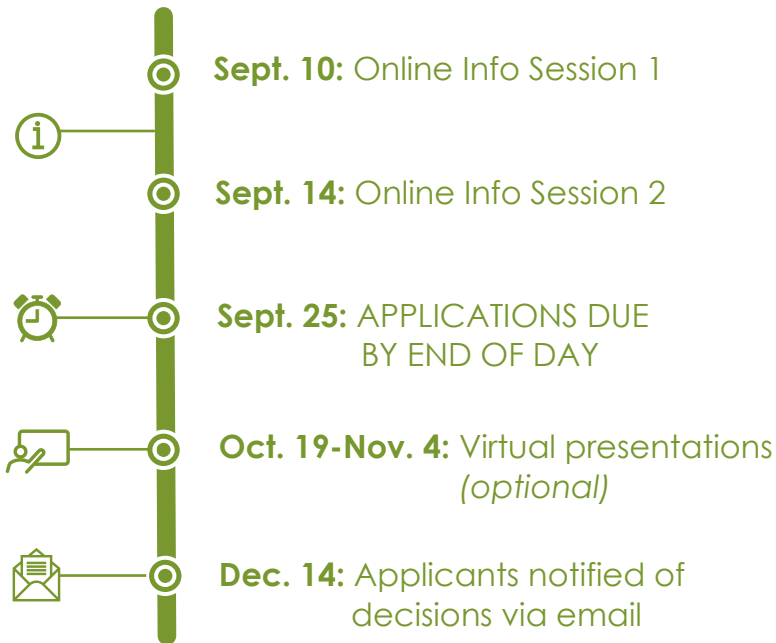 Sept. 10: Online Info Session 1
i
Sept. 14: Online Info Session 2
Sept. 25: APPLICATIONS DUE
BY END OF DAY
Oct. 19-Nov. 4: Virtual presentations
(optional)
Dec. 14: Applicants notified of
decisions via email